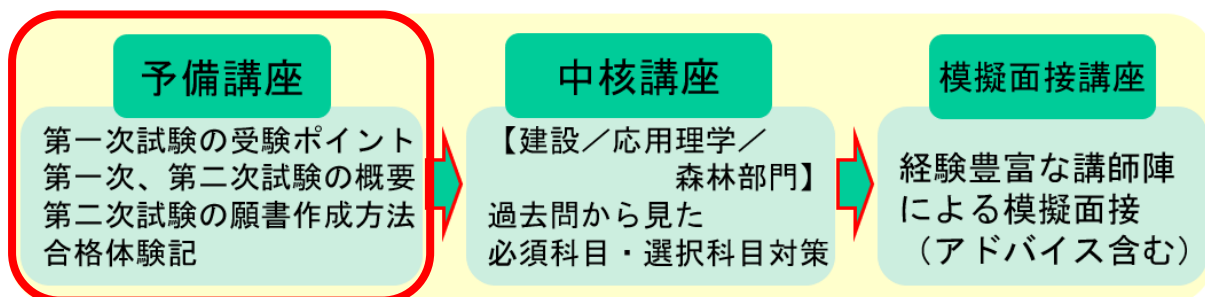 予備講座
第一次試験の受験ポイント
第一次、第二次試験の概要
第二次試験の願書作成方法
合格体験記
中核講座
【建設／応用理学／
森林部門】
過去問から見た
必須科目・選択科目対策
模擬面接講座
経験豊富な講師陣
による模擬面接
（アドバイス含む）